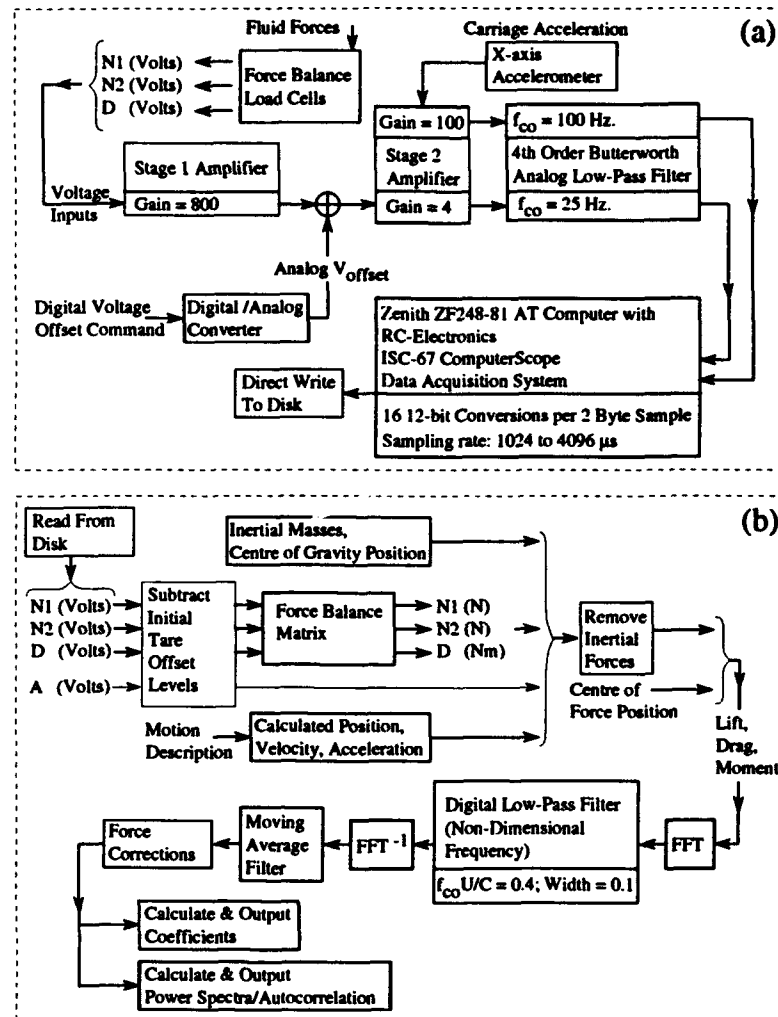 (a)
Fluid Forces
Carriage Acceleration
N1 (Volts)
N2 (Volts)
D (Volts)
Force Balance
Load Cells
X-axis
Accelerometer
Gain = 100
f_co = 100 Hz.
Stage 1 Amplifier
Stage 2
Amplifier
4th Order Butterworth
Analog Low-Pass Filter
Voltage
Inputs
Gain = 800
Gain = 4
f_co = 25 Hz.
Analog V_offset
Digital Voltage
Offset Command
Digital /Analog
Converter
Zenith ZF248-81 AT Computer with
RC-Electronics
ISC-67 ComputerScope
Data Acquisition System
Direct Write
To Disk
16 12-bit Conversions per 2 Byte Sample
Sampling rate: 1024 to 4096 μs
(b)
Read From
Disk
Inertial Masses,
Centre of Gravity Position
N1 (Volts)
N2 (Volts)
D (Volts)
A (Volts)
Subtract
Initial
Tare
Offset
Levels
Force Balance
Matrix
N1 (N)
N2 (N)
D (Nm)
Remove
Inertial
Forces
Centre of
Force Position
Motion
Description
Calculated Position,
Velocity, Acceleration
Lift,
Drag,
Moment
Force
Corrections
Moving
Average
Filter
FFT⁻¹
Digital Low-Pass Filter
(Non-Dimensional
Frequency)
f_co U/C = 0.4; Width = 0.1
FFT
Calculate & Output
Coefficients
Calculate & Output
Power Spectra/Autocorrelation